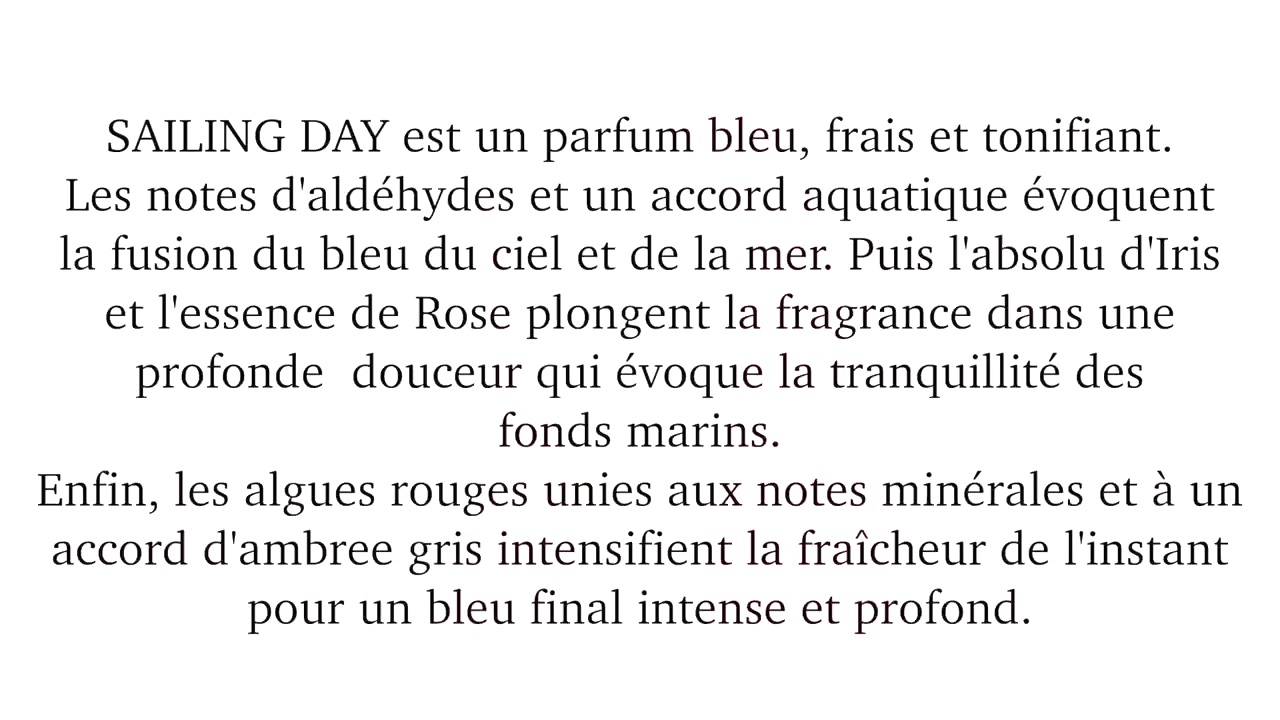 SAILING DAY est un parfum bleu, frais et tonifiant.
Les notes d'aldéhydes et un accord aquatique évoquent
la fusion du bleu du ciel et de la mer. Puis l'absolu d'Iris
et l'essence de Rose plongent la fragrance dans une
profonde  douceur qui évoque la tranquillité des
fonds marins.
Enfin, les algues rouges unies aux notes minérales et à un
accord d'ambree gris intensifient la fraîcheur de l'instant
pour un bleu final intense et profond.